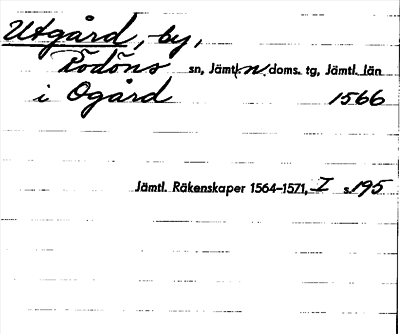 Utgård, by,
Rödöns sn, Jämtl. n. doms. tg, Jämtl. län
i Ogård 1566
Jämtl. Räkenskaper 1564–1571, I s. 195